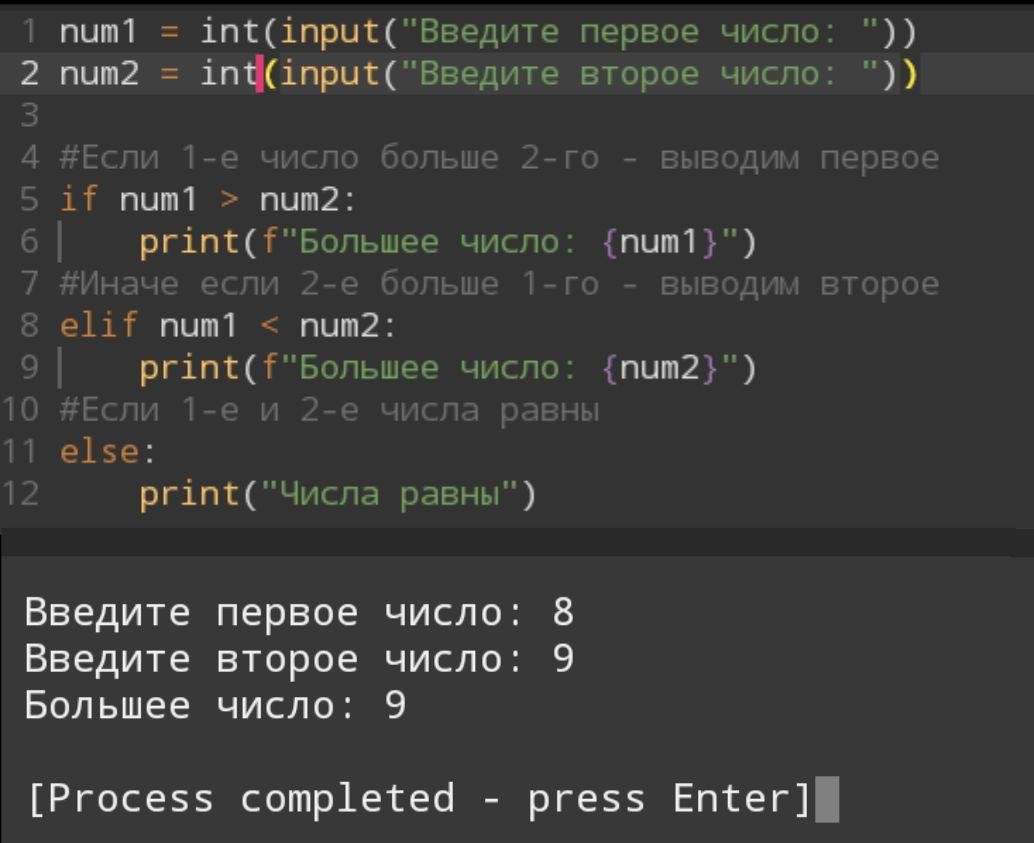 1 num1 = int(input("Введите первое число: "))
2 num2 = int(input("Введите второе число: "))
3
4 #Если 1-е число больше 2-го - выводим первое
5 if num1 > num2:
6     print(f"Большее число: {num1}")
7 #Иначе если 2-е больше 1-го - выводим второе
8 elif num1 < num2:
9     print(f"Большее число: {num2}")
10 #Если 1-е и 2-е числа равны
11 else:
12     print("Числа равны")
Введите первое число: 8
Введите второе число: 9
Большее число: 9
[Process completed - press Enter]